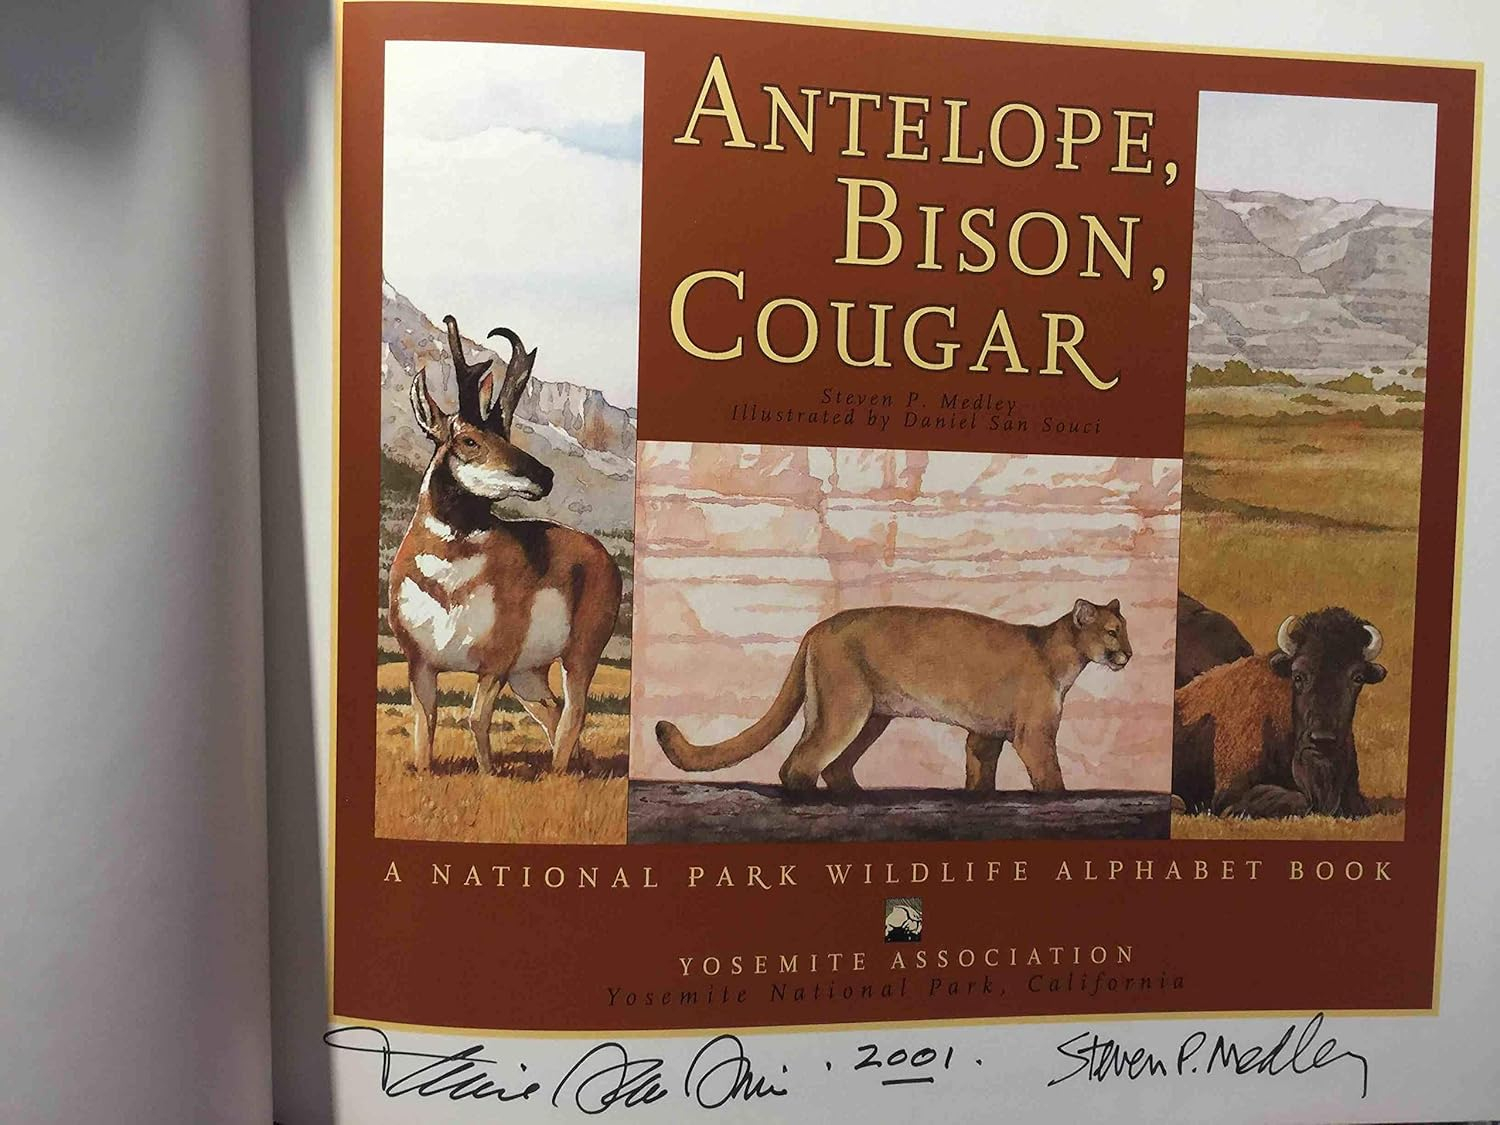 ANTELOPE,
BISON,
COUGAR
Steven P. Medley
Illustrated by Daniel San Souci
A NATIONAL PARK WILDLIFE ALPHABET BOOK
YOSEMITE ASSOCIATION
Yosemite National Park, California
. 2001 . Steven P. Medley